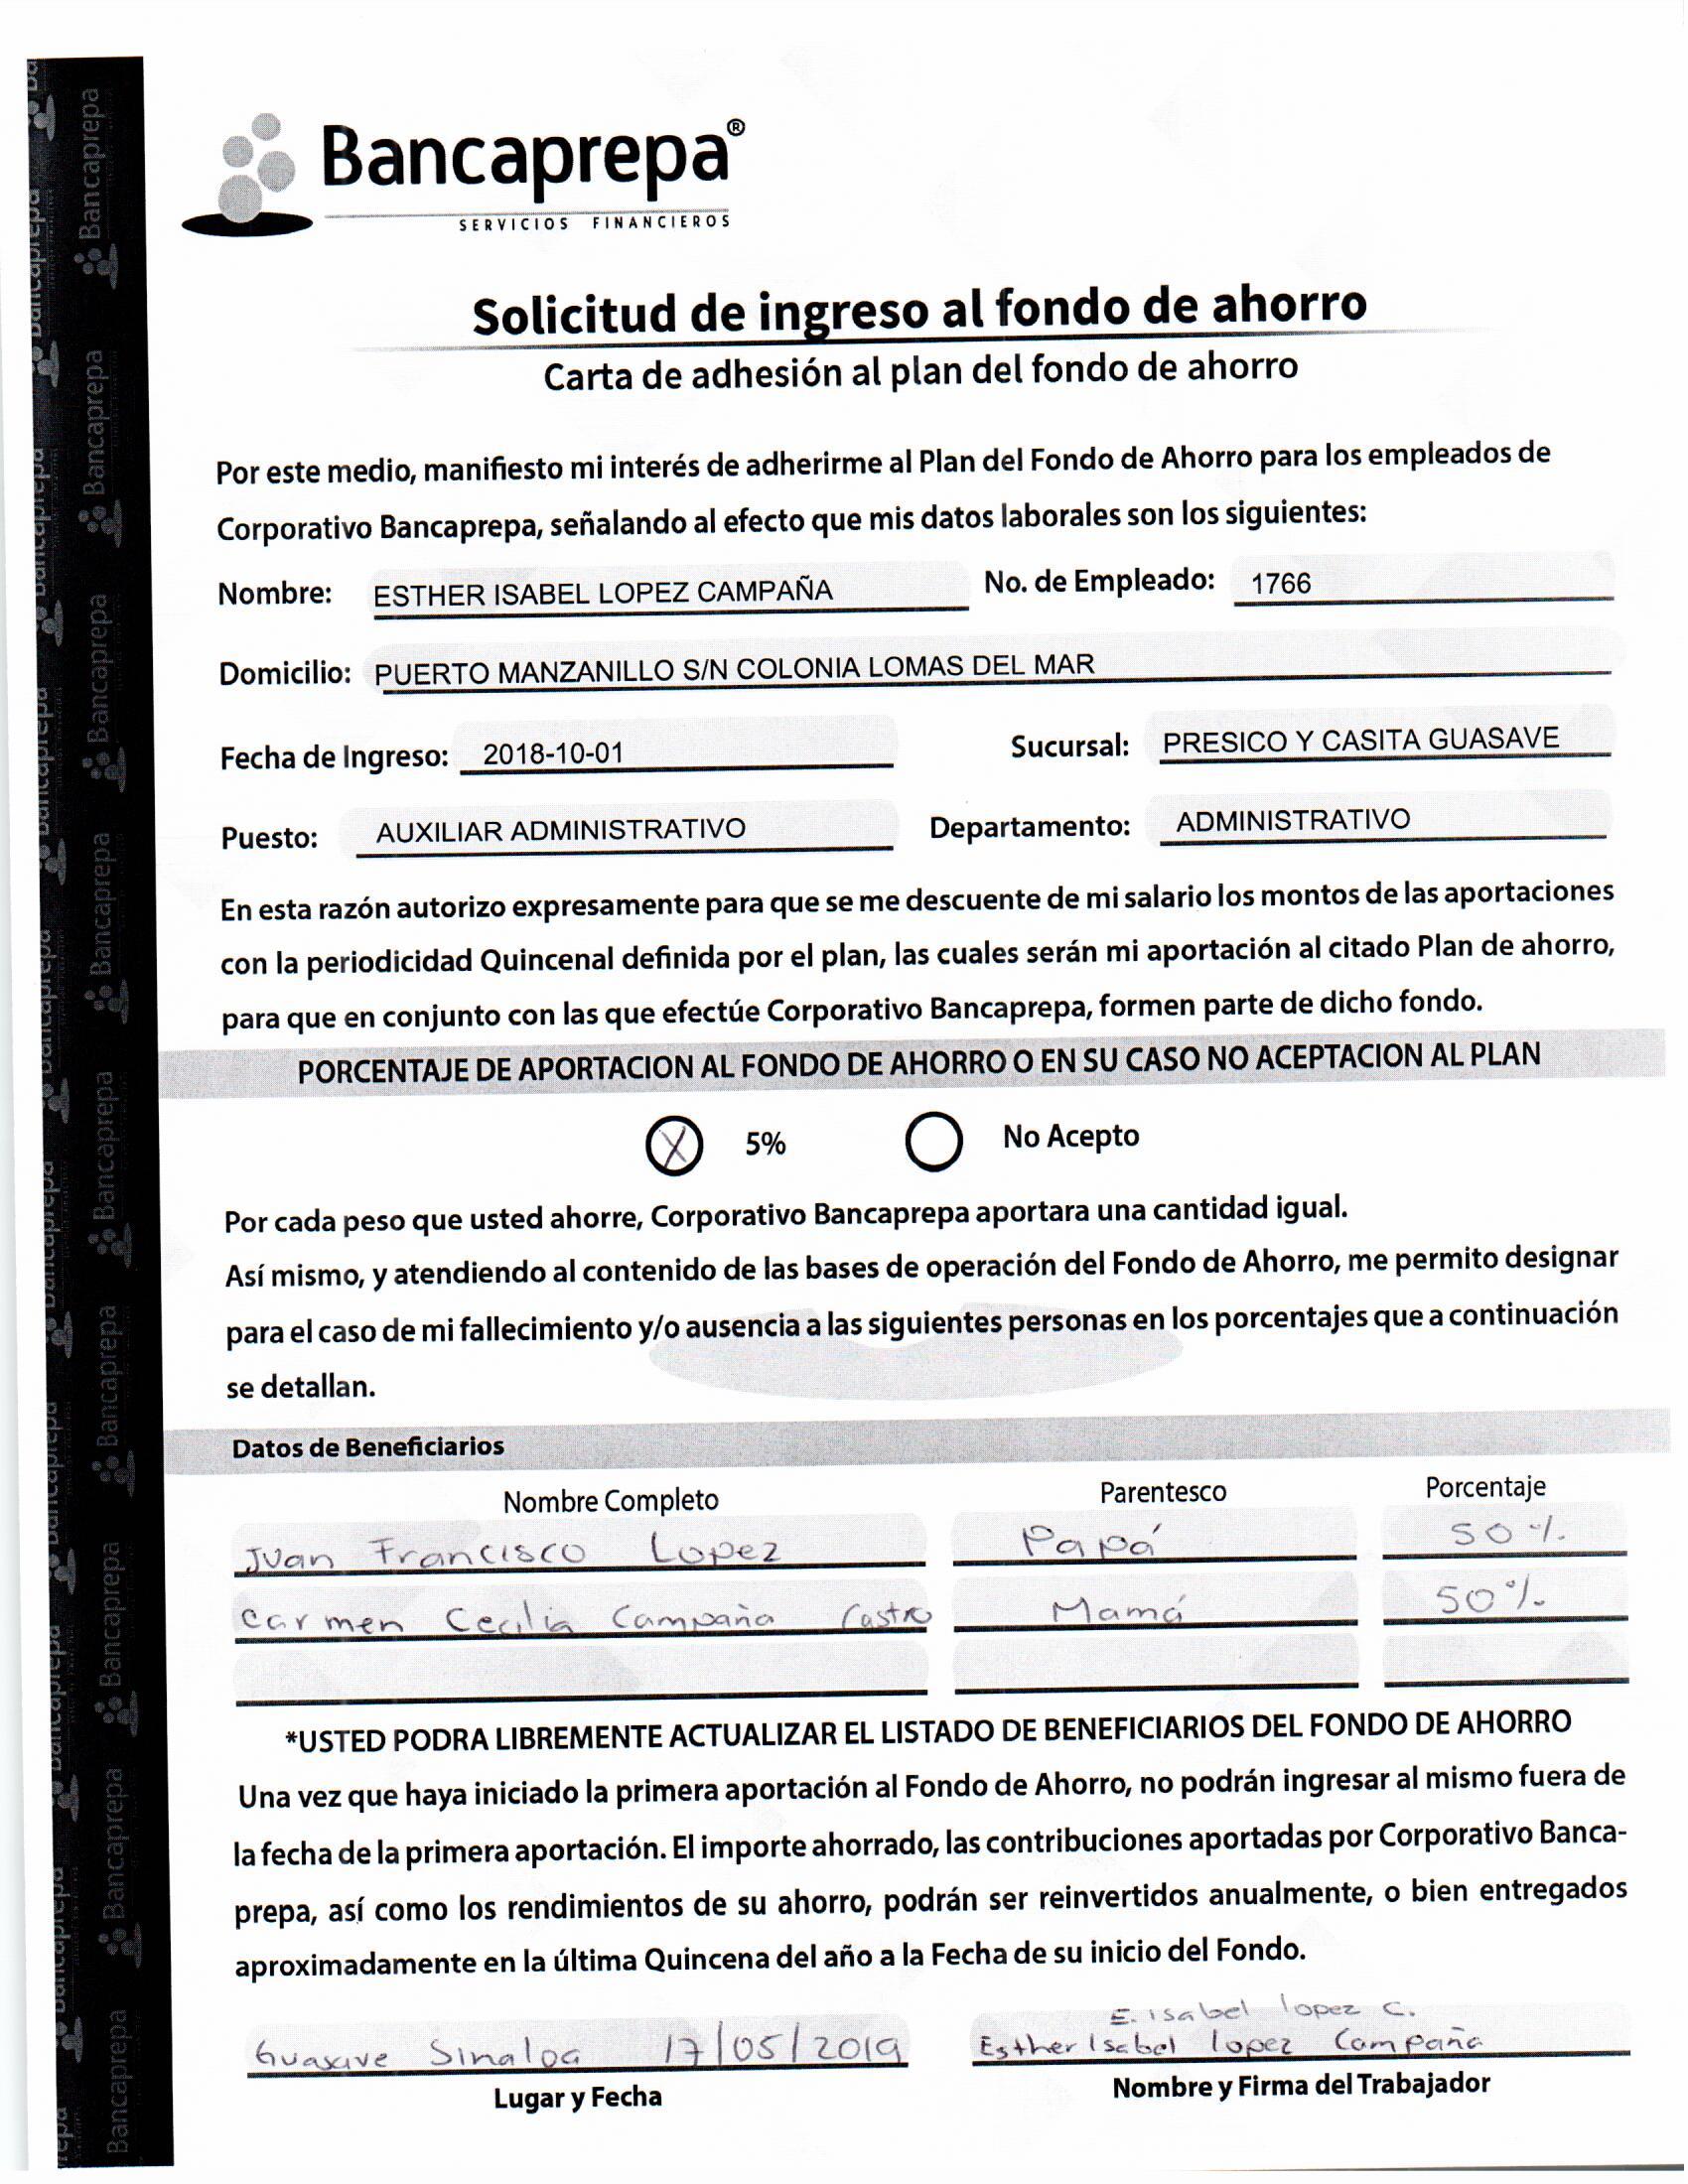 Bancaprepa®
SERVICIOS FINANCIEROS
Solicitud de ingreso al fondo de ahorro
Carta de adhesión al plan del fondo de ahorro
Por este medio, manifiesto mi interés de adherirme al Plan del Fondo de Ahorro para los empleados de
Corporativo Bancaprepa, señalando al efecto que mis datos laborales son los siguientes:
Nombre: ESTHER ISABEL LOPEZ CAMPAÑA No. de Empleado: 1766
Domicilio: PUERTO MANZANILLO S/N COLONIA LOMAS DEL MAR
Fecha de Ingreso: 2018-10-01 Sucursal: PRESICO Y CASITA GUASAVE
Puesto: AUXILIAR ADMINISTRATIVO Departamento: ADMINISTRATIVO
En esta razón autorizo expresamente para que se me descuente de mi salario los montos de las aportaciones
con la periodicidad Quincenal definida por el plan, las cuales serán mi aportación al citado Plan de ahorro,
para que en conjunto con las que efectúe Corporativo Bancaprepa, formen parte de dicho fondo.
PORCENTAJE DE APORTACION AL FONDO DE AHORRO O EN SU CASO NO ACEPTACION AL PLAN
X 5% No Acepto
Por cada peso que usted ahorre, Corporativo Bancaprepa aportara una cantidad igual.
Así mismo, y atendiendo al contenido de las bases de operación del Fondo de Ahorro, me permito designar
para el caso de mi fallecimiento y/o ausencia a las siguientes personas en los porcentajes que a continuación
se detallan.
Datos de Beneficiarios
Nombre Completo Parentesco Porcentaje
Juan Francisco Lopez Papá 50%
Carmen Cecilia Campaña Castro Mamá 50%
*USTED PODRA LIBREMENTE ACTUALIZAR EL LISTADO DE BENEFICIARIOS DEL FONDO DE AHORRO
Una vez que haya iniciado la primera aportación al Fondo de Ahorro, no podrán ingresar al mismo fuera de
la fecha de la primera aportación. El importe ahorrado, las contribuciones aportadas por Corporativo Banca-
prepa, así como los rendimientos de su ahorro, podrán ser reinvertidos anualmente, o bien entregados
aproximadamente en la última Quincena del año a la Fecha de su inicio del Fondo.
E. Isabel lopez C.
Guasave Sinaloa 17/05/2019 Esther Isabel lopez Campaña
Lugar y Fecha Nombre y Firma del Trabajador